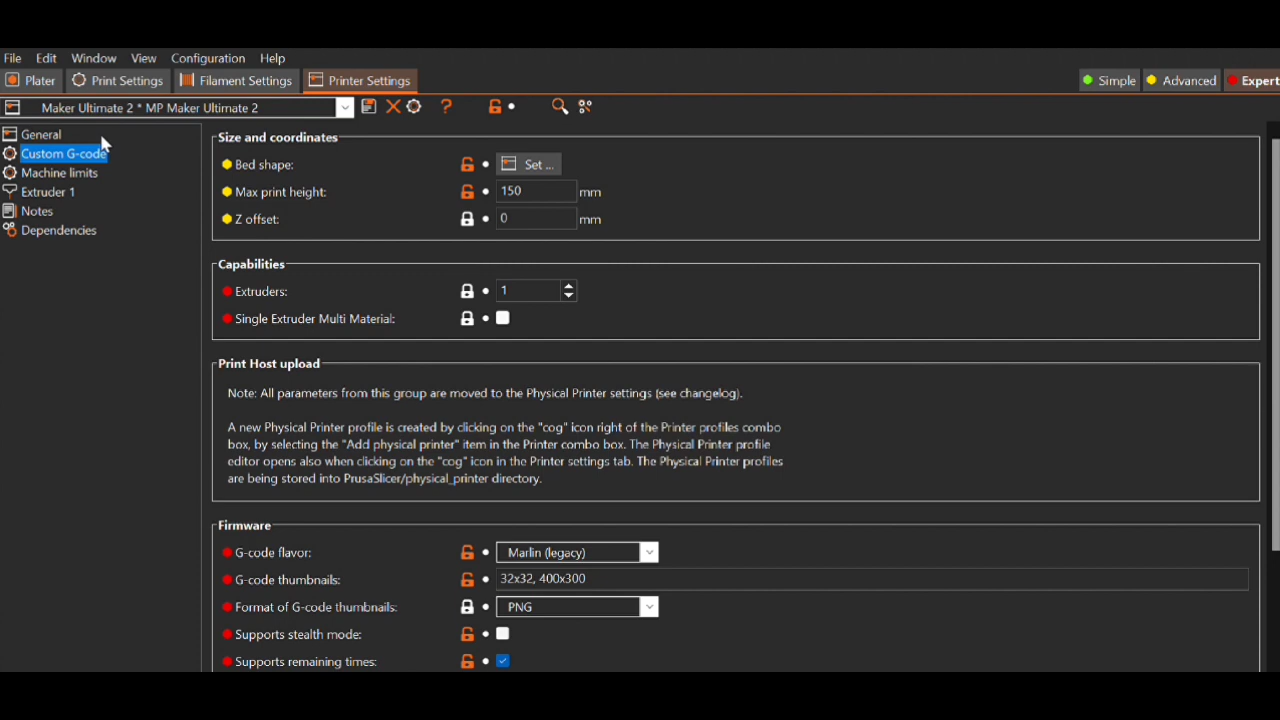 File Edit Window View Configuration Help
Plater Print Settings Filament Settings Printer Settings Simple Advanced Expert
Maker Ultimate 2 * MP Maker Ultimate 2 ?
General
Custom G-code
Machine limits
Extruder 1
Notes
Dependencies
Size and coordinates
Bed shape: Set ...
Max print height: 150 mm
Z offset: 0 mm
Capabilities
Extruders: 1
Single Extruder Multi Material:
Print Host upload
Note: All parameters from this group are moved to the Physical Printer settings (see changelog).
A new Physical Printer profile is created by clicking on the "cog" icon right of the Printer profiles combo
box, by selecting the "Add physical printer" item in the Printer combo box. The Physical Printer profile
editor opens also when clicking on the "cog" icon in the Printer settings tab. The Physical Printer profiles
are being stored into PrusaSlicer/physical_printer directory.
Firmware
G-code flavor: Marlin (legacy)
G-code thumbnails: 32x32, 400x300
Format of G-code thumbnails: PNG
Supports stealth mode:
Supports remaining times: